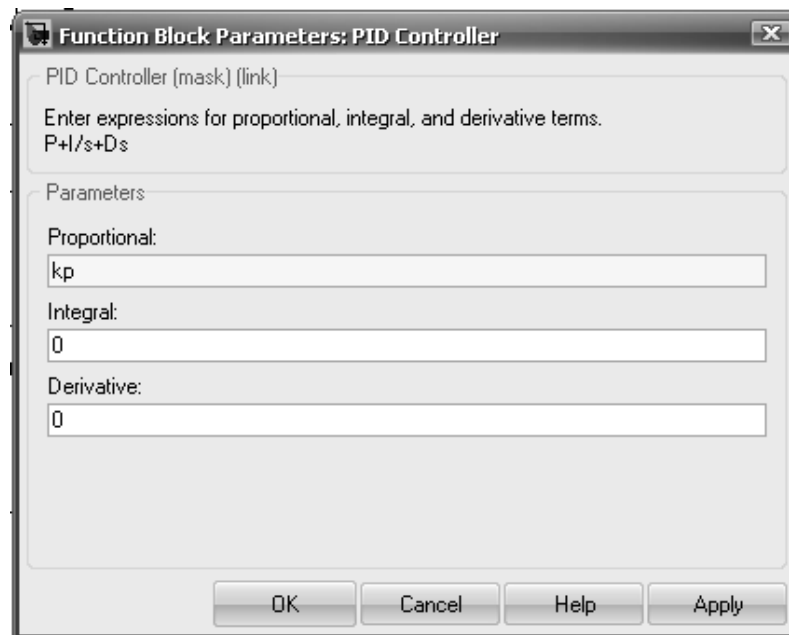 Function Block Parameters: PID Controller
PID Controller (mask) (link)
Enter expressions for proportional, integral, and derivative terms.
P+I/s+Ds
Parameters
Proportional:
kp
Integral:
0
Derivative:
0
OK Cancel Help Apply